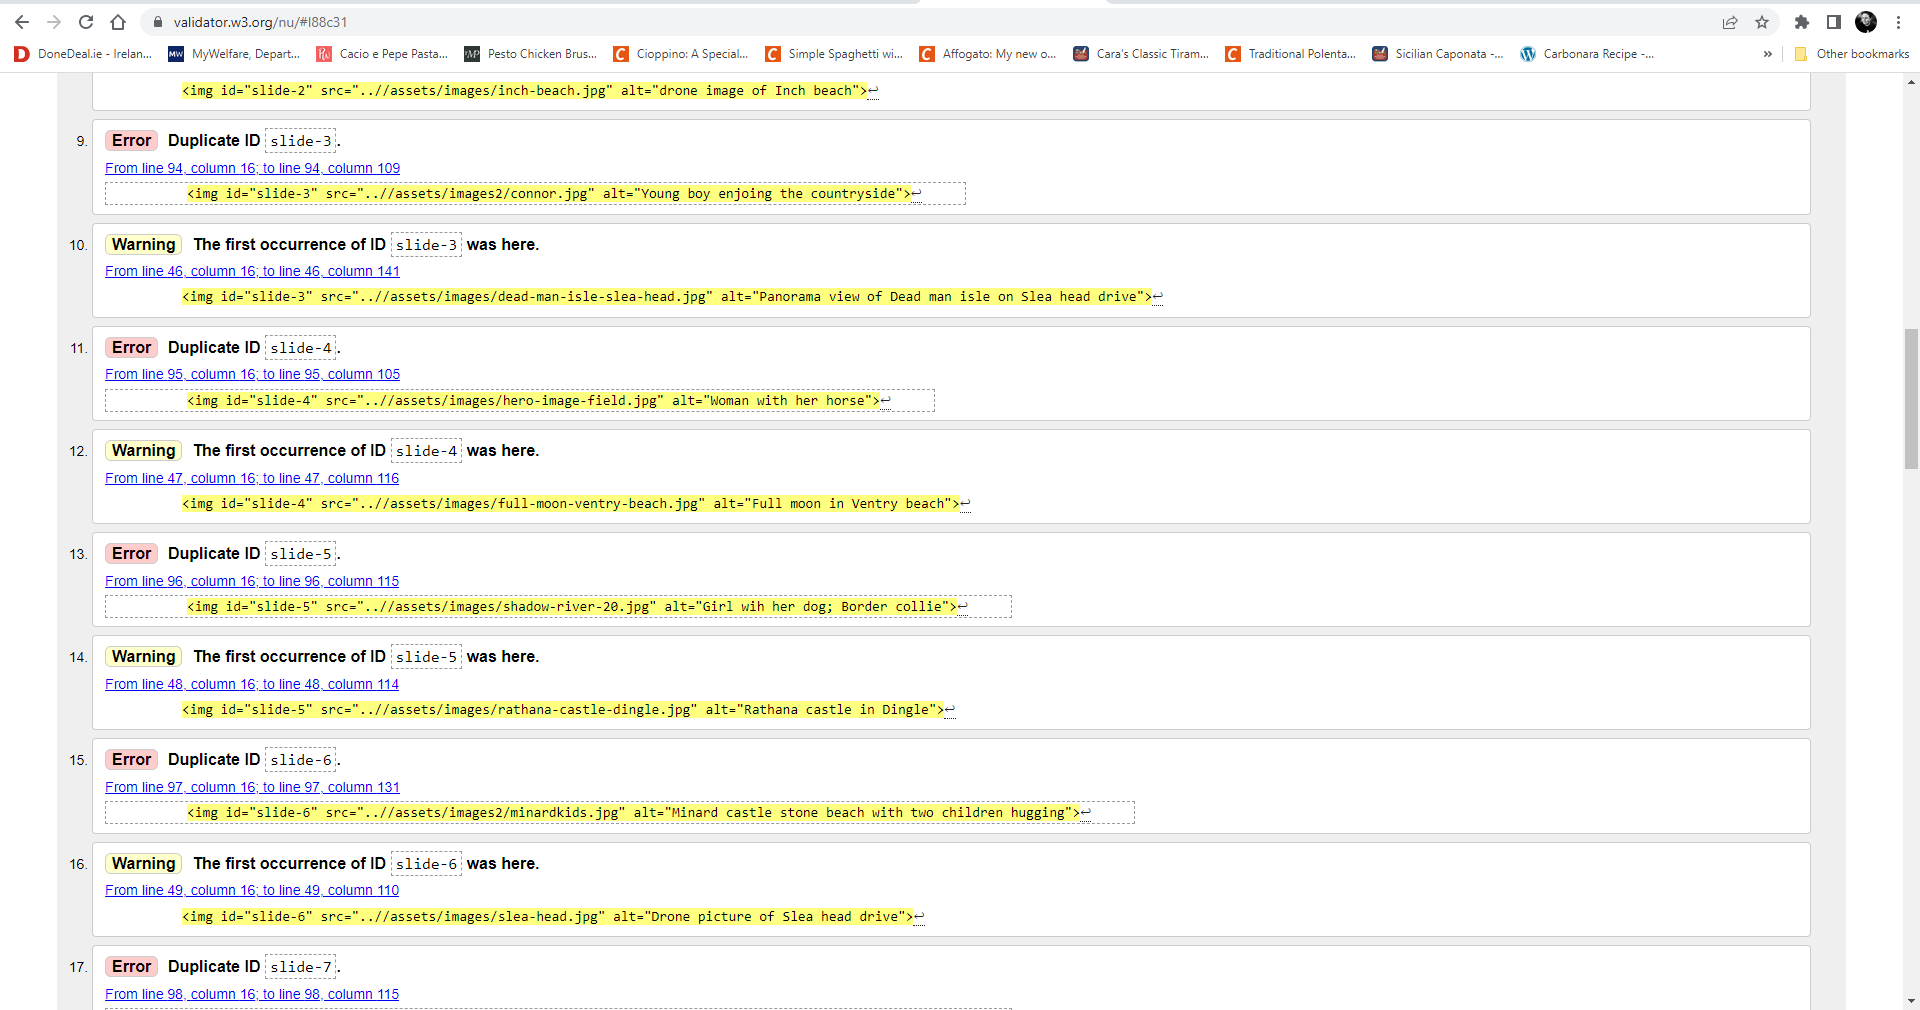 validator.w3.org/nu/#l88c31
DoneDeal.ie - Irelan...
MW MyWelfare, Depart...
Cacio e Pepe Pasta...
Pesto Chicken Brus...
C Cioppino: A Special...
C Simple Spaghetti wi...
C Affogato: My new o...
Cara's Classic Tiram...
C Traditional Polenta...
Sicilian Caponata -...
Carbonara Recipe -...
»
Other bookmarks
<img id="slide-2" src="..//assets/images/inch-beach.jpg" alt="drone image of Inch beach">↩
9. Error Duplicate ID slide-3.
From line 94, column 16; to line 94, column 109
<img id="slide-3" src="..//assets/images2/connor.jpg" alt="Young boy enjoing the countryside">↩
10. Warning The first occurrence of ID slide-3 was here.
From line 46, column 16; to line 46, column 141
<img id="slide-3" src="..//assets/images/dead-man-isle-slea-head.jpg" alt="Panorama view of Dead man isle on Slea head drive">↩
11. Error Duplicate ID slide-4.
From line 95, column 16; to line 95, column 105
<img id="slide-4" src="..//assets/images/hero-image-field.jpg" alt="Woman with her horse">↩
12. Warning The first occurrence of ID slide-4 was here.
From line 47, column 16; to line 47, column 116
<img id="slide-4" src="..//assets/images/full-moon-ventry-beach.jpg" alt="Full moon in Ventry beach">↩
13. Error Duplicate ID slide-5.
From line 96, column 16; to line 96, column 115
<img id="slide-5" src="..//assets/images/shadow-river-20.jpg" alt="Girl wih her dog; Border collie">↩
14. Warning The first occurrence of ID slide-5 was here.
From line 48, column 16; to line 48, column 114
<img id="slide-5" src="..//assets/images/rathana-castle-dingle.jpg" alt="Rathana castle in Dingle">↩
15. Error Duplicate ID slide-6.
From line 97, column 16; to line 97, column 131
<img id="slide-6" src="..//assets/images2/minardkids.jpg" alt="Minard castle stone beach with two children hugging">↩
16. Warning The first occurrence of ID slide-6 was here.
From line 49, column 16; to line 49, column 110
<img id="slide-6" src="..//assets/images/slea-head.jpg" alt="Drone picture of Slea head drive">↩
17. Error Duplicate ID slide-7.
From line 98, column 16; to line 98, column 115